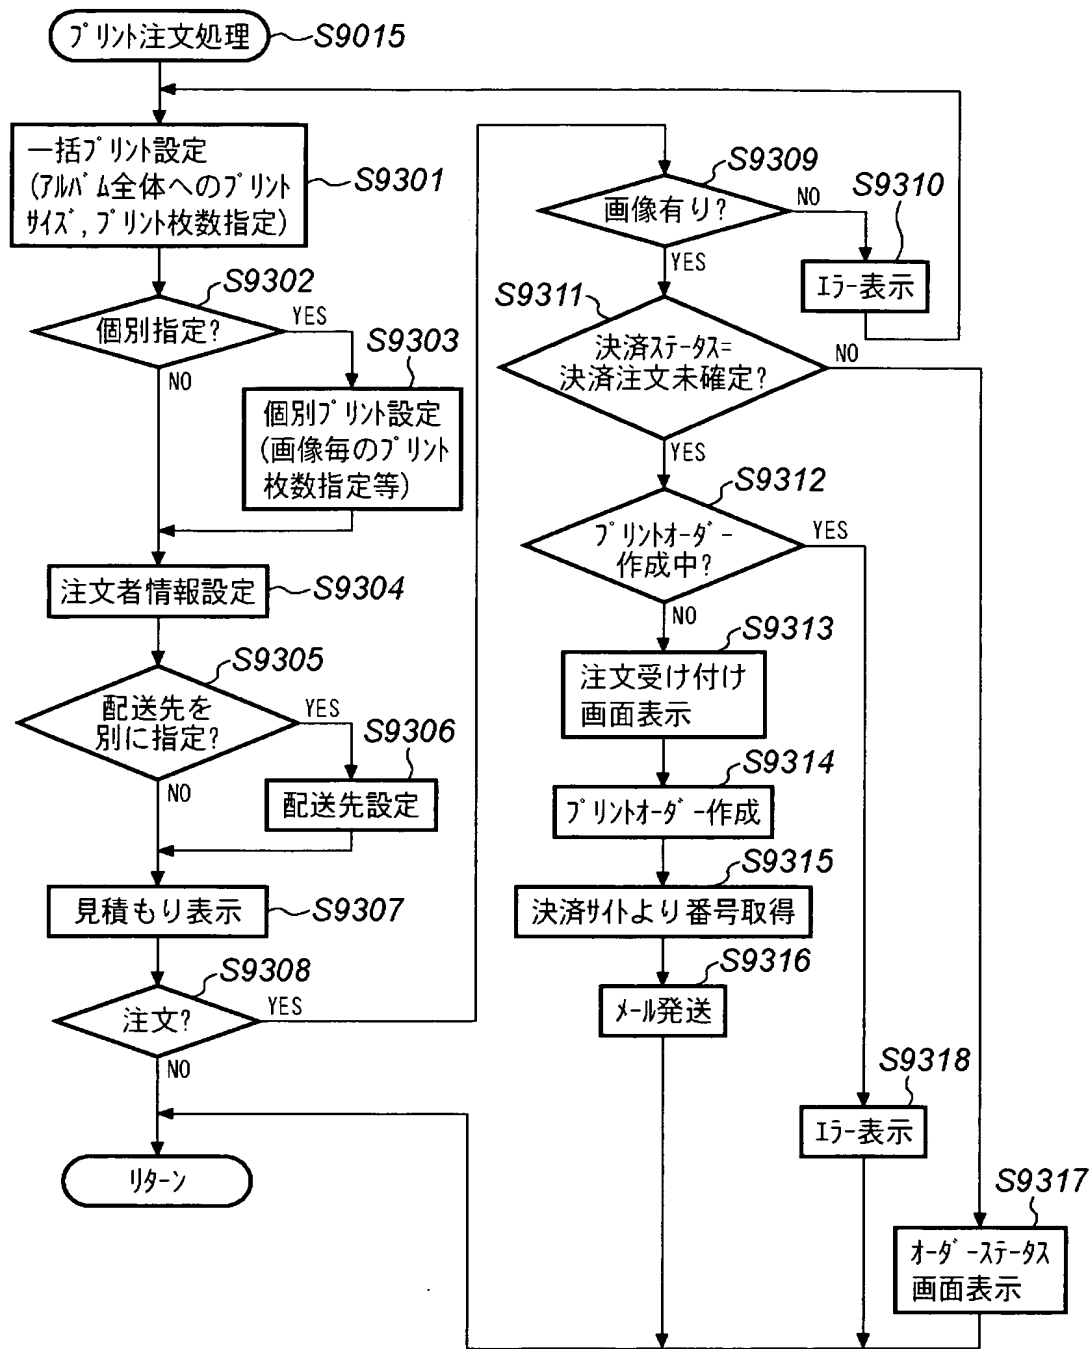 プリント注文処理
S9015
一括プリント設定
(アルバム全体へのプリント
サイズ,プリント枚数指定)
S9301
S9302
個別指定?
YES
NO
S9303
個別プリント設定
(画像毎のプリント
枚数指定等)
注文者情報設定
S9304
S9305
配送先を
別に指定?
YES
NO
S9306
配送先設定
見積もり表示
S9307
S9308
注文?
YES
NO
リターン
S9309
画像有り?
NO
YES
S9310
エラー表示
S9311
決済ステータス=
決済注文未確定?
NO
YES
S9312
プリントオーダー
作成中?
YES
NO
S9313
注文受け付け
画面表示
S9314
プリントオーダー作成
S9315
決済サイトより番号取得
S9316
メール発送
S9318
エラー表示
S9317
オーダーステータス
画面表示